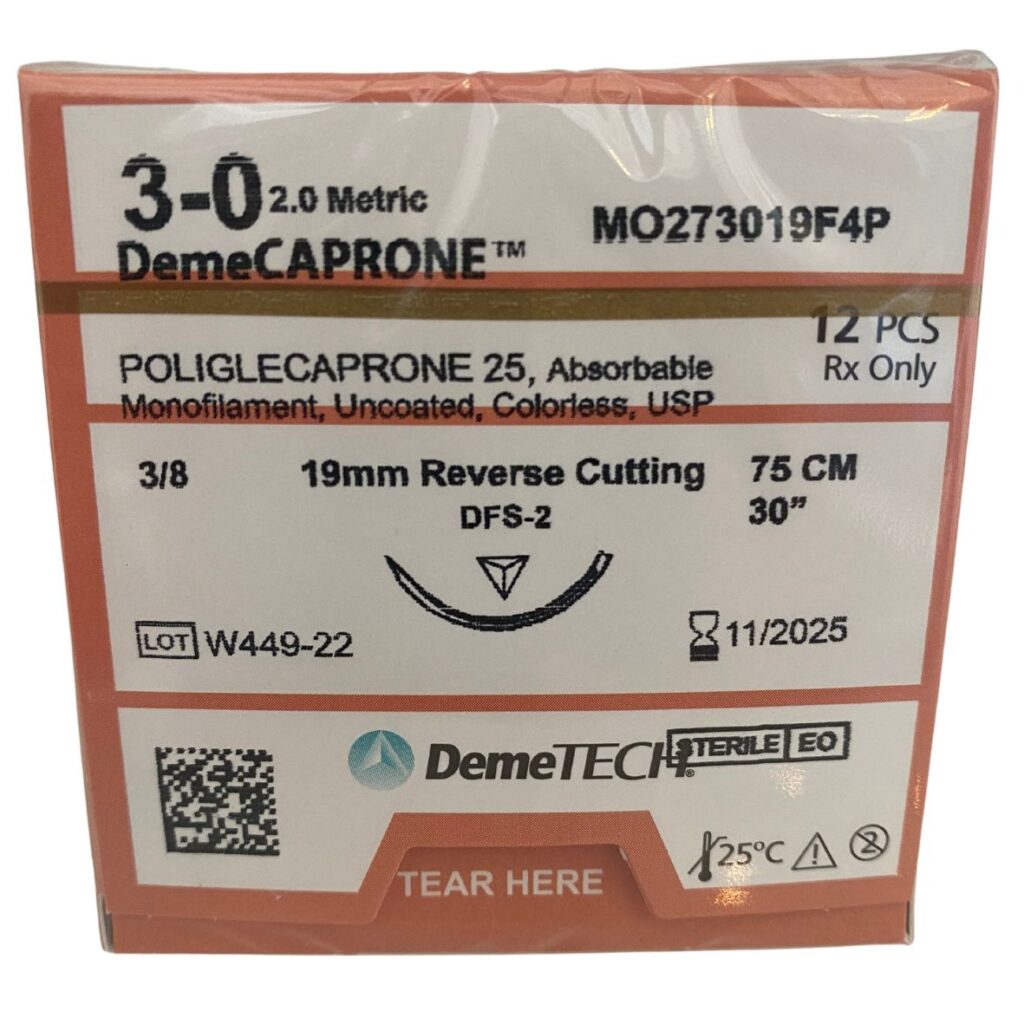 3-0 2.0 Metric
DemeCAPRONE™
MO273019F4P
12 PCS
Rx Only
POLIGLECAPRONE 25, Absorbable
Monofilament, Uncoated, Colorless, USP
3/8
19mm Reverse Cutting
DFS-2
75 CM
30”
LOT W449-22
11/2025
DemeTECH®
STERILE EO
25°C
2
TEAR HERE